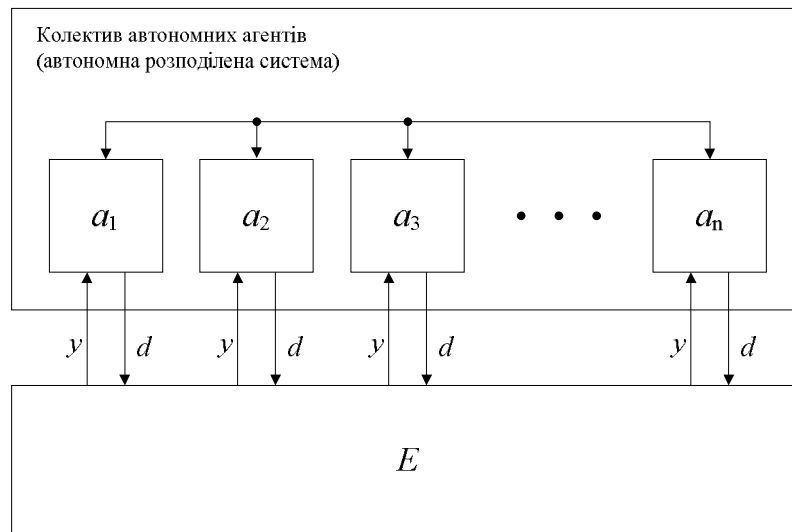 Колектив автономних агентів
(автономна розподілена система)
a1 a2 a3 • • • an
y d y d y d y d
E